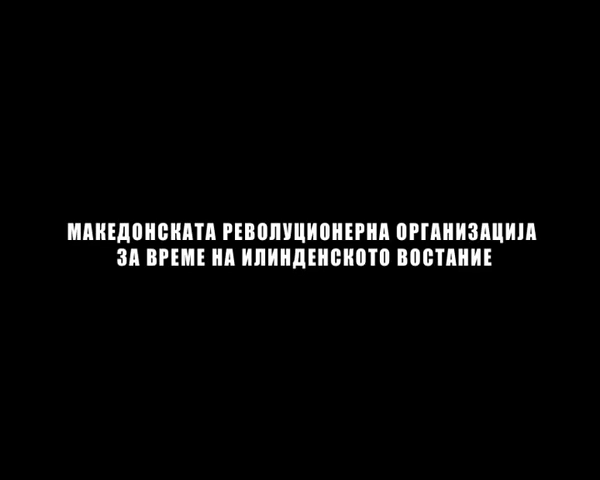 МАКЕДОНСКАТА РЕВОЛУЦИОНЕРНА ОРГАНИЗАЦИЈА
ЗА ВРЕМЕ НА ИЛИНДЕНСКОТО ВОСТАНИЕ